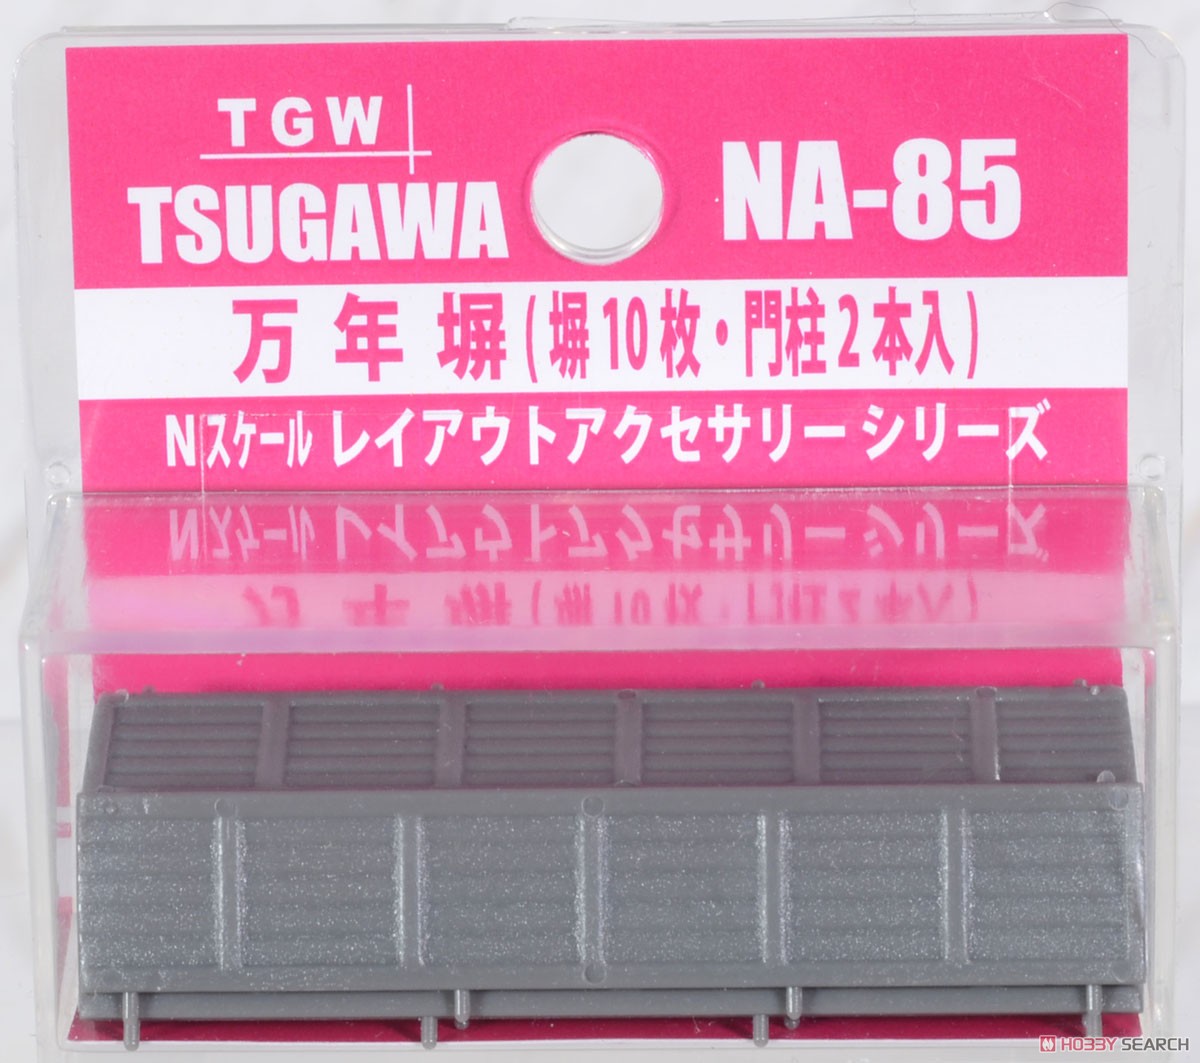 TGW
TSUGAWA
NA-85
万年塀(塀10枚・門柱2本入)
Nスケール レイアウトアクセサリーシリーズ
HOBBY SEARCH